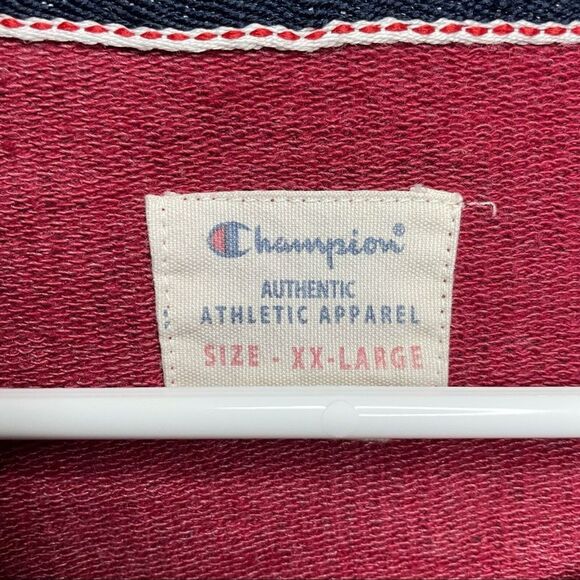 Champion®
AUTHENTIC
ATHLETIC APPAREL
SIZE - XX-LARGE